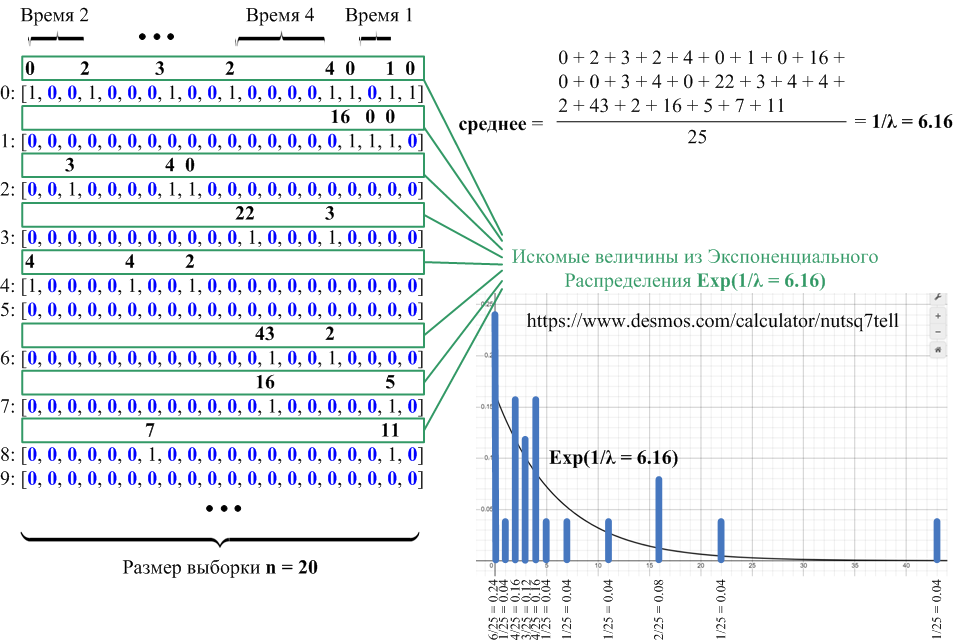 Время 2 ••• Время 4 Время 1
0 2 3 2 4 0 1 0
0: [1, 0, 0, 1, 0, 0, 0, 1, 0, 0, 1, 0, 0, 0, 0, 1, 1, 0, 1, 1]
16 0 0
1: [0, 0, 0, 0, 0, 0, 0, 0, 0, 0, 0, 0, 0, 0, 0, 0, 1, 1, 1, 0]
3 4 0
2: [0, 0, 1, 0, 0, 0, 0, 1, 1, 0, 0, 0, 0, 0, 0, 0, 0, 0, 0, 0]
22 3
3: [0, 0, 0, 0, 0, 0, 0, 0, 0, 0, 0, 1, 0, 0, 0, 1, 0, 0, 0, 0]
4 4 2
4: [1, 0, 0, 0, 0, 1, 0, 0, 1, 0, 0, 0, 0, 0, 0, 0, 0, 0, 0, 0]
5: [0, 0, 0, 0, 0, 0, 0, 0, 0, 0, 0, 0, 0, 0, 0, 0, 0, 0, 0, 0]
43 2
6: [0, 0, 0, 0, 0, 0, 0, 0, 0, 0, 0, 0, 1, 0, 0, 1, 0, 0, 0, 0]
16 5
7: [0, 0, 0, 0, 0, 0, 0, 0, 0, 0, 0, 0, 1, 0, 0, 0, 0, 0, 1, 0]
7 11
8: [0, 0, 0, 0, 0, 0, 1, 0, 0, 0, 0, 0, 0, 0, 0, 0, 0, 0, 1, 0]
9: [0, 0, 0, 0, 0, 0, 0, 0, 0, 0, 0, 0, 0, 0, 0, 0, 0, 0, 0, 0]
•••
Размер выборки n = 20
0 + 2 + 3 + 2 + 4 + 0 + 1 + 0 + 16 +
0 + 0 + 3 + 4 + 0 + 22 + 3 + 4 + 4 +
2 + 43 + 2 + 16 + 5 + 7 + 11
среднее = = 1/λ = 6.16
25
Искомые величины из Экспоненциального
Распределения Exp(1/λ = 6.16)
https://www.desmos.com/calculator/nutsq7tell
Exp(1/λ = 6.16)
0.25
0.2
0.15
0.1
0.05
0 5 10 15 20 25 30 35 40
6/25 = 0.24
1/25 = 0.04
4/25 = 0.16
3/25 = 0.12
4/25 = 0.16
1/25 = 0.04
1/25 = 0.04
1/25 = 0.04
2/25 = 0.08
1/25 = 0.04
1/25 = 0.04